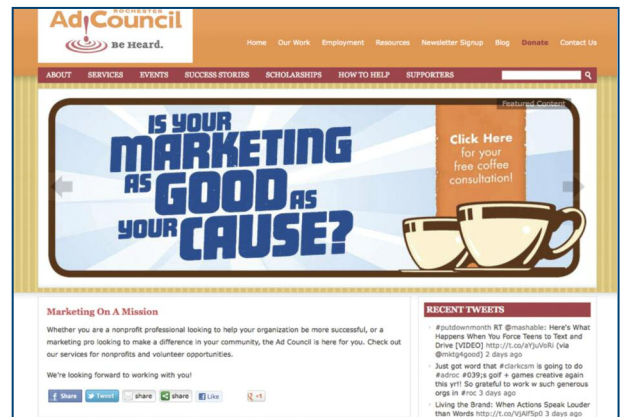 ROCHESTER
Ad Council
Be Heard.
Home Our Work Employment Resources Newsletter Signup Blog Donate Contact Us
ABOUT SERVICES EVENTS SUCCESS STORIES SCHOLARSHIPS HOW TO HELP SUPPORTERS
Featured Content
IS YOUR
MARKETING
AS GOOD AS
YOUR CAUSE?
Click Here
for your
free coffee
consultation!
Marketing On A Mission
Whether you are a nonprofit professional looking to help your organization be more successful, or a
marketing pro looking to make a difference in your community, the Ad Council is here for you. Check out
our services for nonprofits and volunteer opportunities.
We're looking forward to working with you!
Share Tweet share share Like +1
RECENT TWEETS
#putdownmonth RT @mashable: Here's What
Happens When You Force Teens to Text and
Drive [VIDEO] http://t.co/aYjuVoRi (via
@mktg4good) 2 days ago
Just got word that #clarkcsm is going to do
#adroc #039;s golf + games creative again
this yr!! So grateful to work w such generous
orgs in #roc 3 days ago
Living the Brand: When Actions Speak Louder
than Words http://t.co/VjAlf5p0 3 days ago